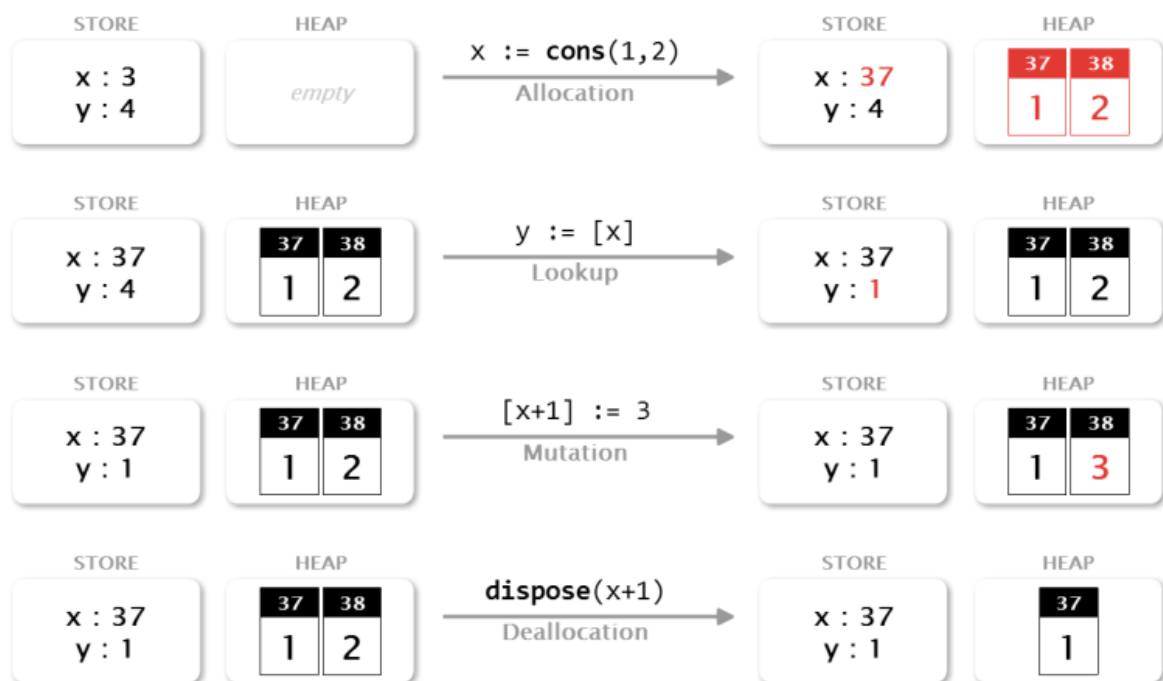 STORE HEAP STORE HEAP
x : 3
y : 4
empty
x := cons(1,2)
Allocation
x : 37
y : 4
37 38
1 2
STORE HEAP STORE HEAP
x : 37
y : 4
37 38
1 2
y := [x]
Lookup
x : 37
y : 1
37 38
1 2
STORE HEAP STORE HEAP
x : 37
y : 1
37 38
1 2
[x+1] := 3
Mutation
x : 37
y : 1
37 38
1 3
STORE HEAP STORE HEAP
x : 37
y : 1
37 38
1 2
dispose(x+1)
Deallocation
x : 37
y : 1
37
1